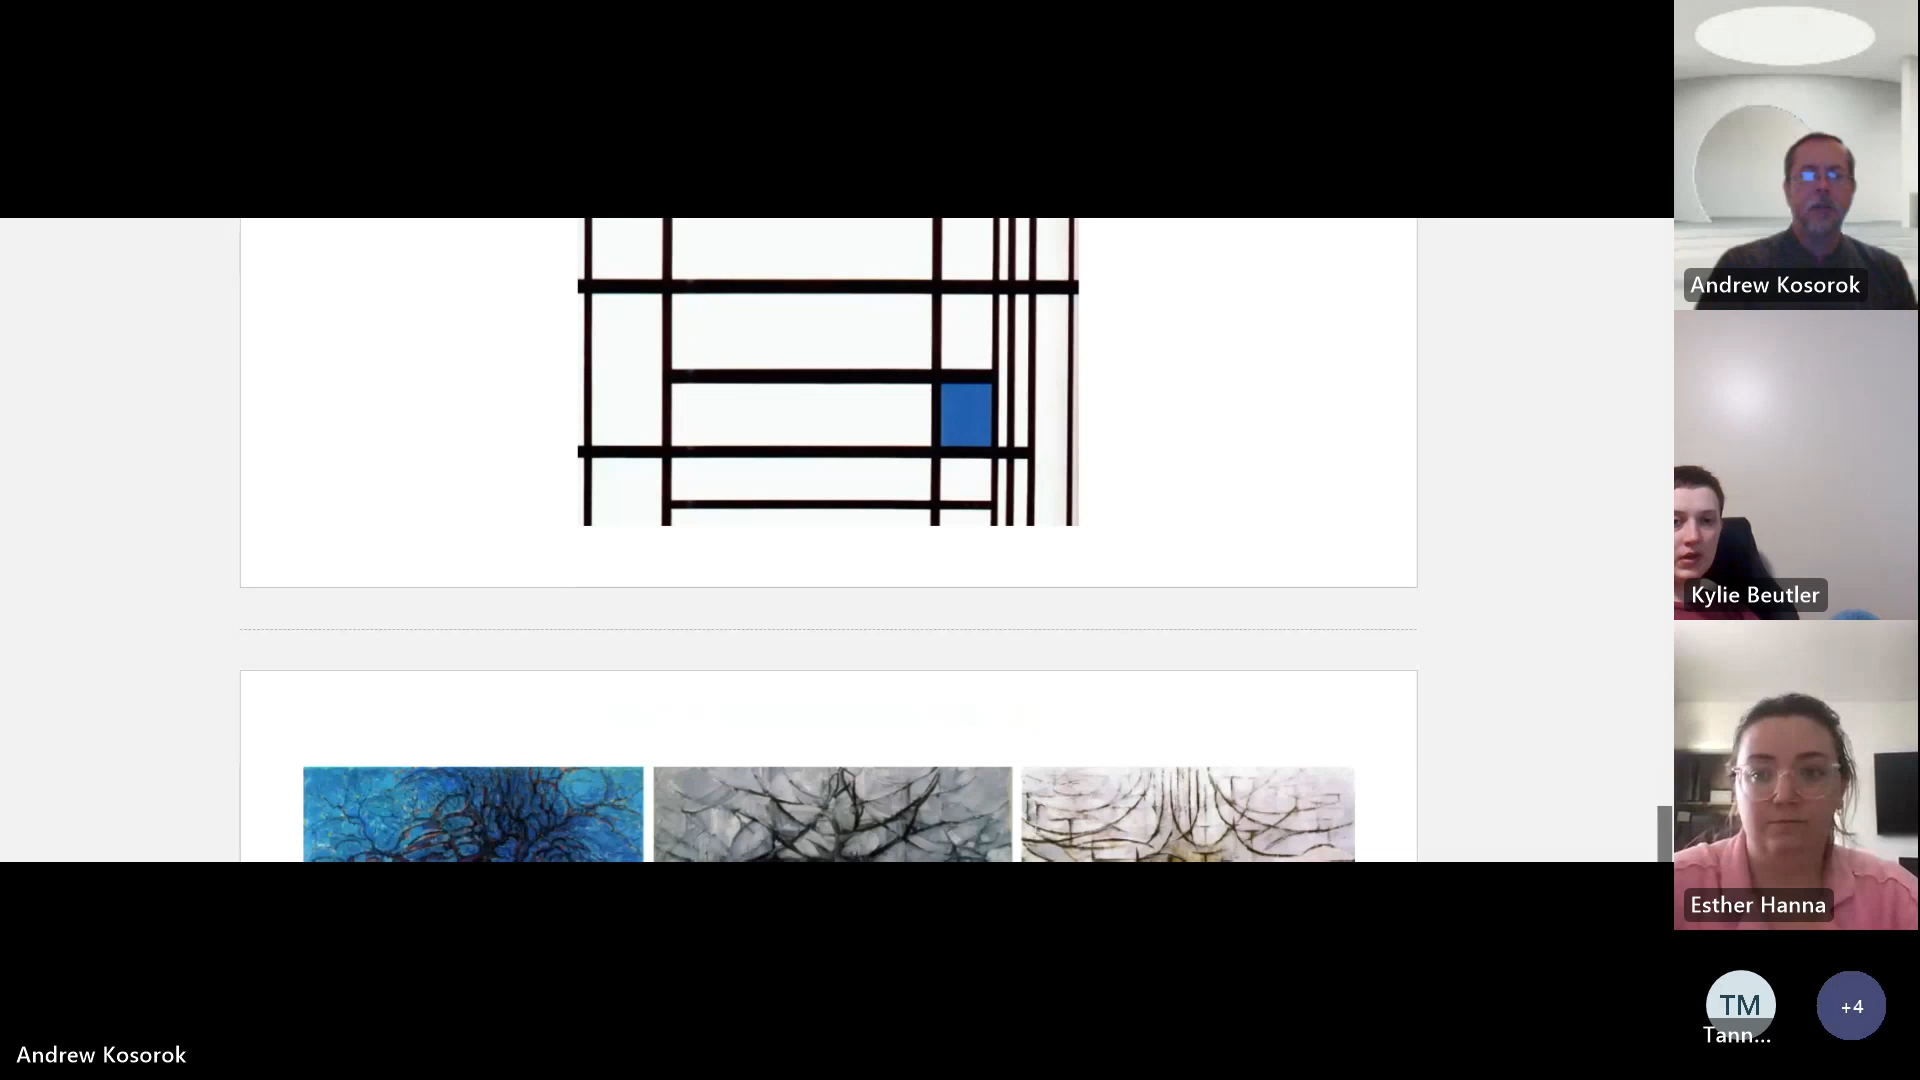 Andrew Kosorok
Kylie Beutler
Esther Hanna
TM
Tann...
+4
Andrew Kosorok